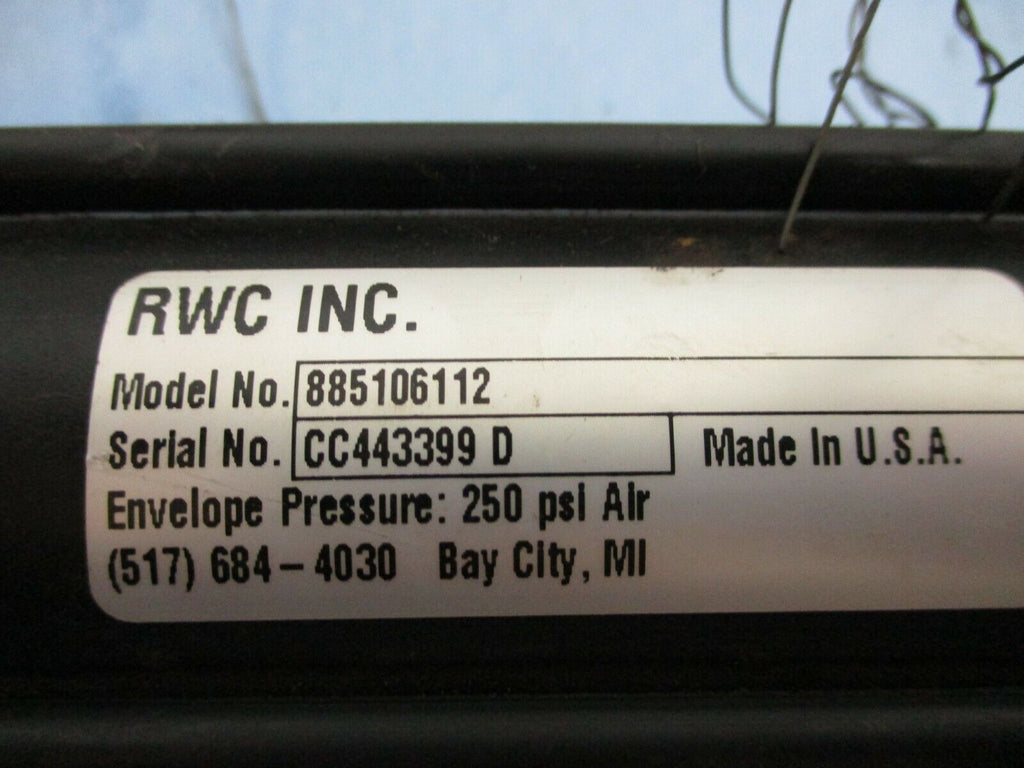 RWC INC.
Model No. 885106112
Serial No. CC443399 D Made In U.S.A.
Envelope Pressure: 250 psi Air
(517) 684-4030 Bay City, MI